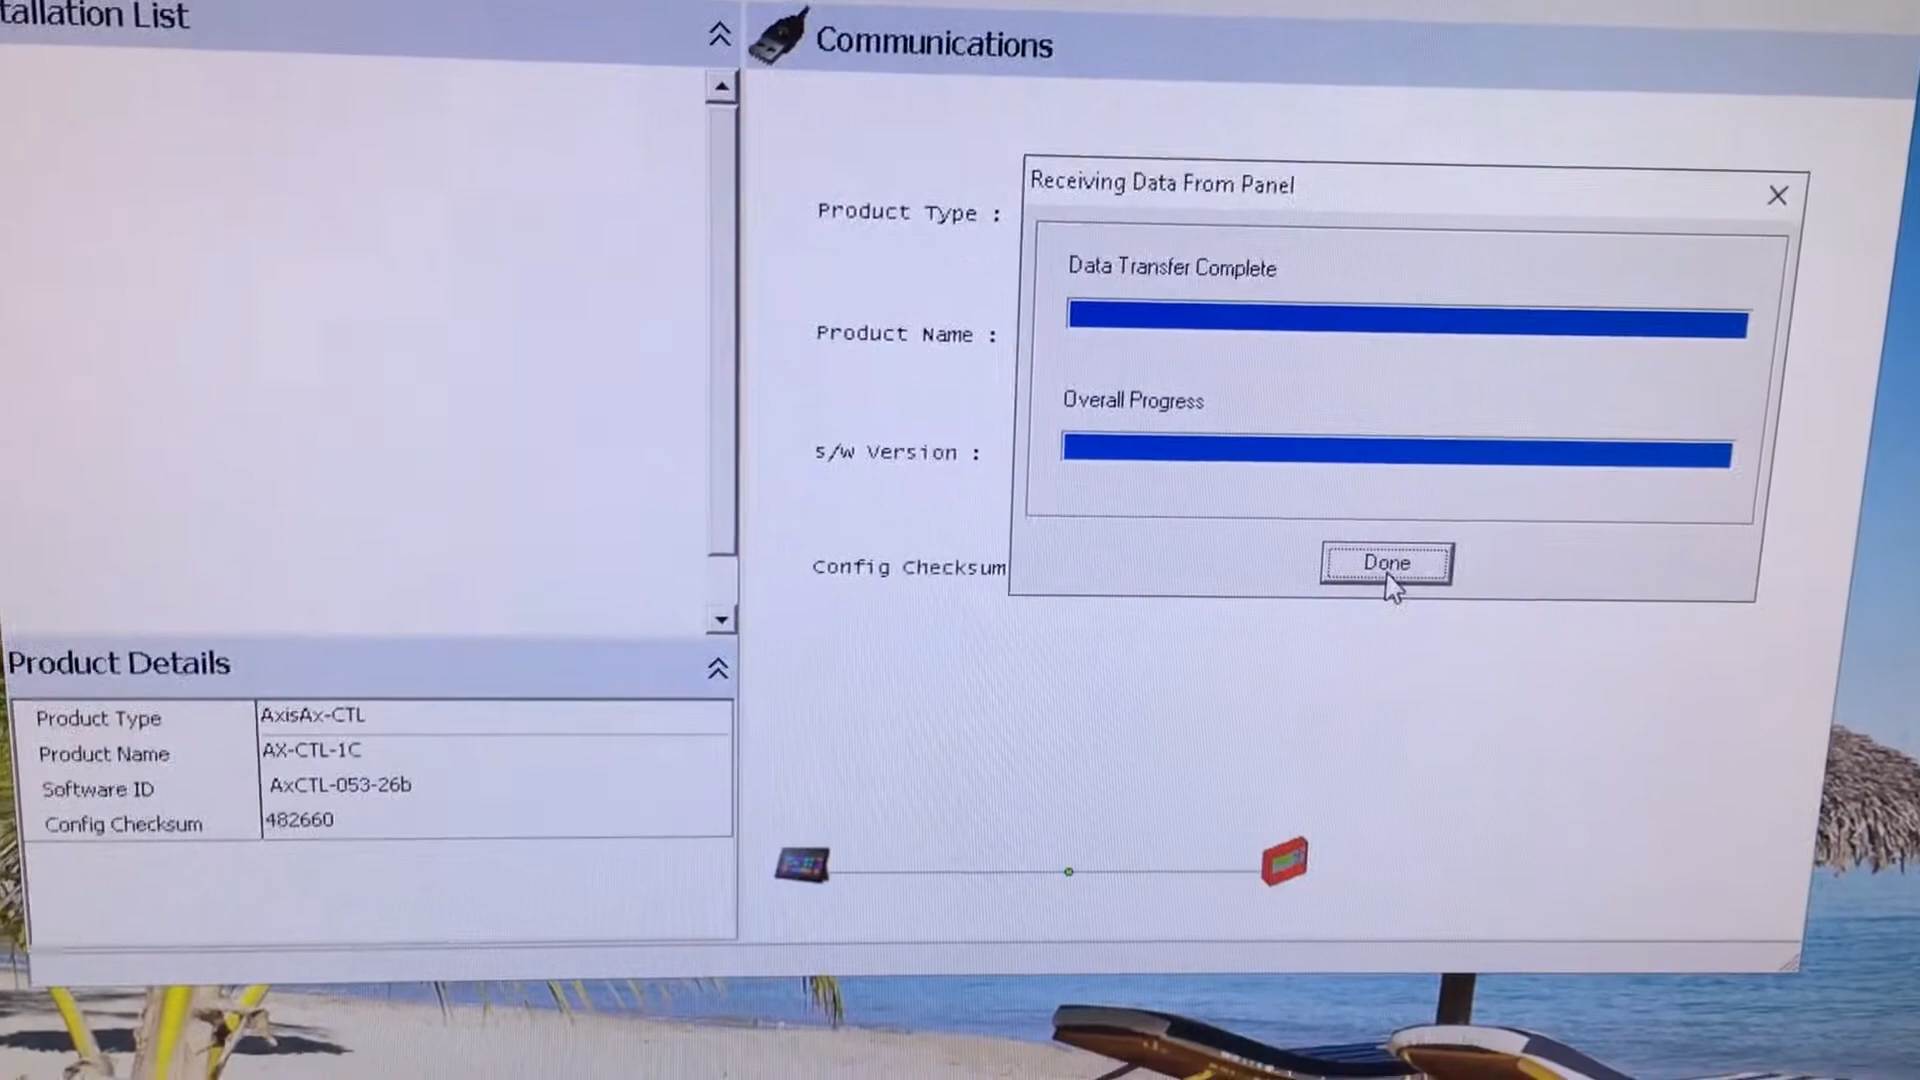 tallation List
Communications
Product Type :
Product Name :
s/w Version :
Config Checksum
Receiving Data From Panel
Data Transfer Complete
Overall Progress
Done
Product Details
Product Type AxisAx-CTL
Product Name AX-CTL-1C
Software ID AxCTL-053-26b
Config Checksum 482660